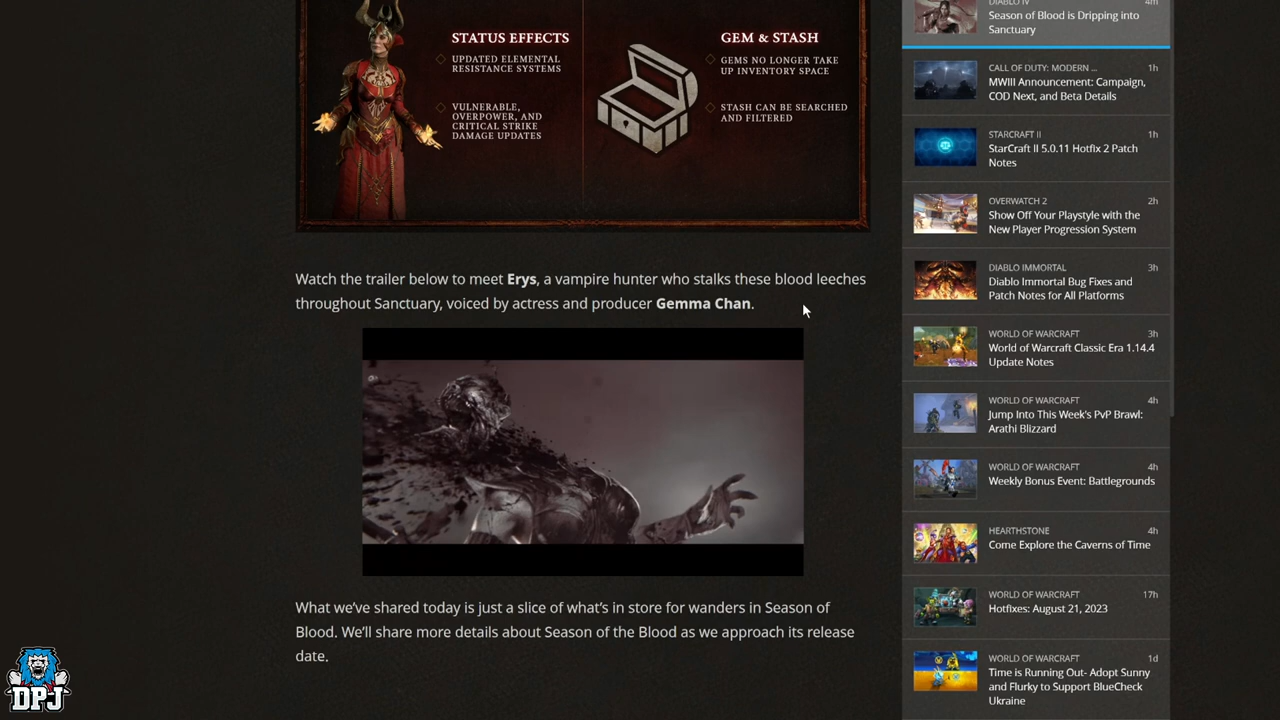 STATUS EFFECTS
UPDATED ELEMENTAL
RESISTANCE SYSTEMS
VULNERABLE,
OVERPOWER, AND
CRITICAL STRIKE
DAMAGE UPDATES
GEM & STASH
GEMS NO LONGER TAKE
UP INVENTORY SPACE
STASH CAN BE SEARCHED
AND FILTERED
Watch the trailer below to meet Erys, a vampire hunter who stalks these blood leeches
throughout Sanctuary, voiced by actress and producer Gemma Chan.
What we’ve shared today is just a slice of what’s in store for wanders in Season of
Blood. We’ll share more details about Season of the Blood as we approach its release
date.
DIABLO IV 4m
Season of Blood is Dripping into
Sanctuary
CALL OF DUTY: MODERN ... 1h
MWIII Announcement: Campaign,
COD Next, and Beta Details
STARCRAFT II 1h
StarCraft II 5.0.11 Hotfix 2 Patch
Notes
OVERWATCH 2 2h
Show Off Your Playstyle with the
New Player Progression System
DIABLO IMMORTAL 3h
Diablo Immortal Bug Fixes and
Patch Notes for All Platforms
WORLD OF WARCRAFT 3h
World of Warcraft Classic Era 1.14.4
Update Notes
WORLD OF WARCRAFT 4h
Jump Into This Week's PvP Brawl:
Arathi Blizzard
WORLD OF WARCRAFT 4h
Weekly Bonus Event: Battlegrounds
HEARTHSTONE 4h
Come Explore the Caverns of Time
WORLD OF WARCRAFT 17h
Hotfixes: August 21, 2023
WORLD OF WARCRAFT 1d
Time is Running Out- Adopt Sunny
and Flurky to Support BlueCheck
Ukraine
DPJ